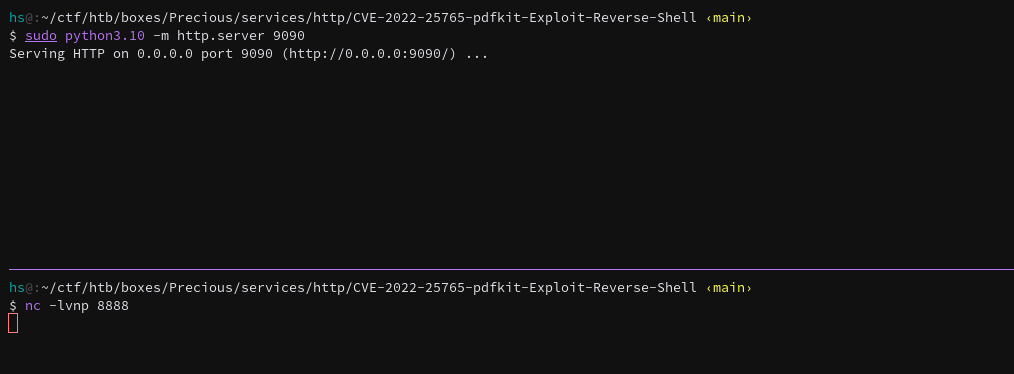 hs@:~/ctf/htb/boxes/Precious/services/http/CVE-2022-25765-pdfkit-Exploit-Reverse-Shell ‹main›
$ sudo python3.10 -m http.server 9090
Serving HTTP on 0.0.0.0 port 9090 (http://0.0.0.0:9090/) ...
hs@:~/ctf/htb/boxes/Precious/services/http/CVE-2022-25765-pdfkit-Exploit-Reverse-Shell ‹main›
$ nc -lvnp 8888